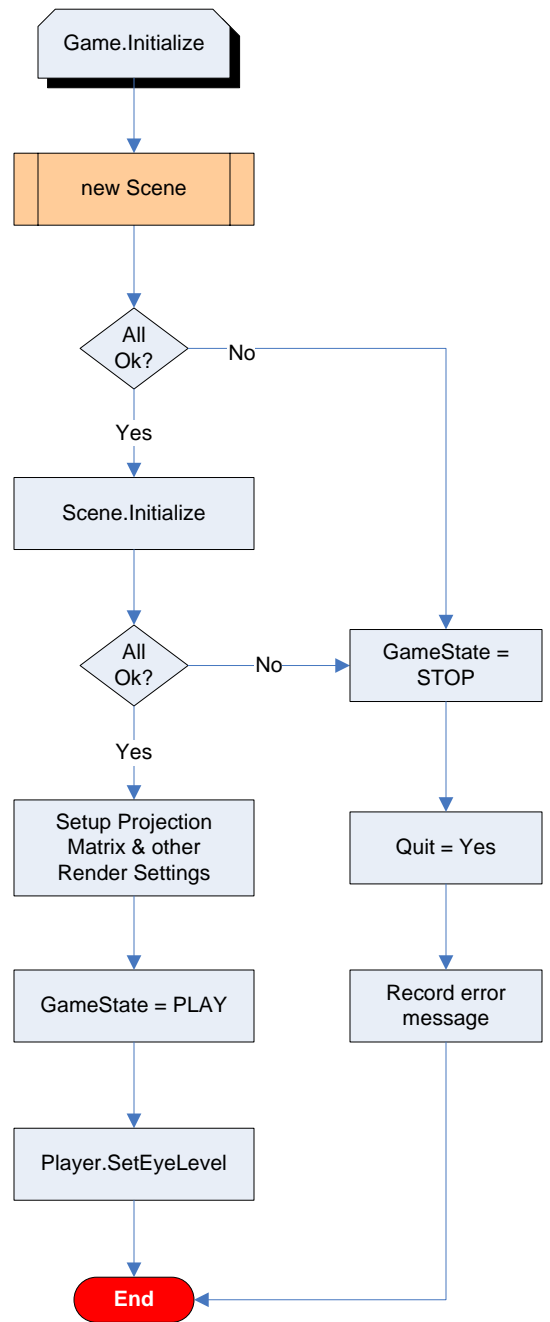 Game.Initialize
new Scene
All
Ok?
No
Yes
Scene.Initialize
All
Ok?
No
GameState =
STOP
Yes
Setup Projection
Matrix & other
Render Settings
Quit = Yes
GameState = PLAY
Record error
message
Player.SetEyeLevel
End